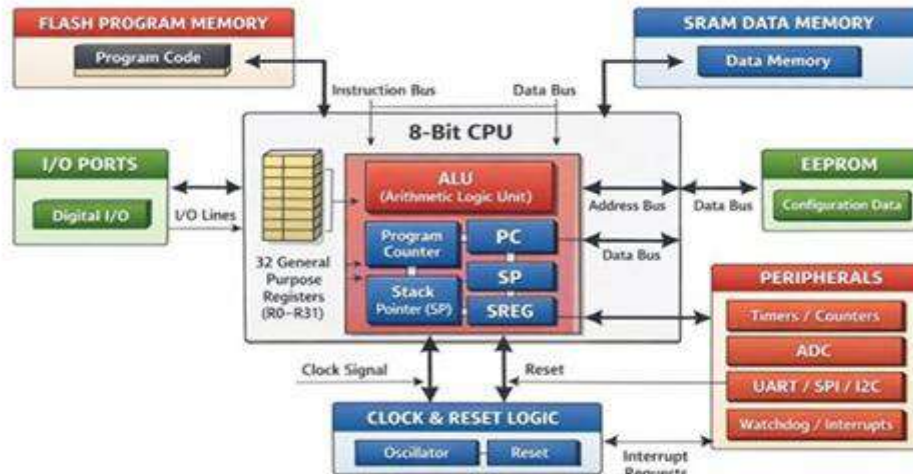 FLASH PROGRAM MEMORY
Program Code
SRAM DATA MEMORY
Data Memory
Instruction Bus
Data Bus
8-Bit CPU
I/O PORTS
Digital I/O
I/O Lines
32 General
Purpose
Registers
(R0–R31)
ALU
(Arithmetic Logic Unit)
Program
Counter
PC
Stack
Pointer (SP)
SP
SREG
Address Bus
Data Bus
Data Bus
EEPROM
Configuration Data
PERIPHERALS
Timers / Counters
ADC
UART / SPI / I2C
Watchdog / Interrupts
Clock Signal
Reset
CLOCK & RESET LOGIC
Oscillator
Reset
Interrupt
Requests